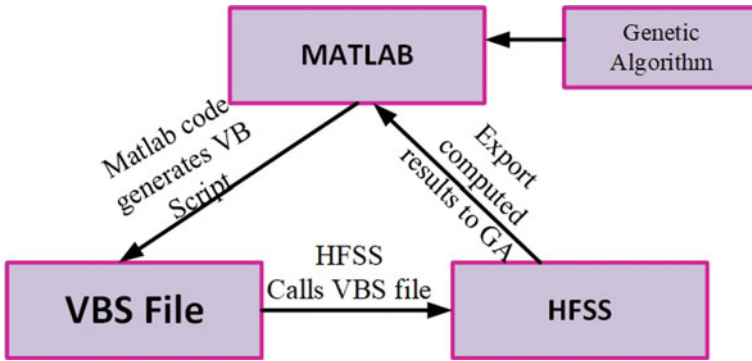 MATLAB
Genetic
Algorithm
Matlab code
generates VB
Script
Export
computed
results to GA
VBS File
HFSS
Calls VBS file
HFSS